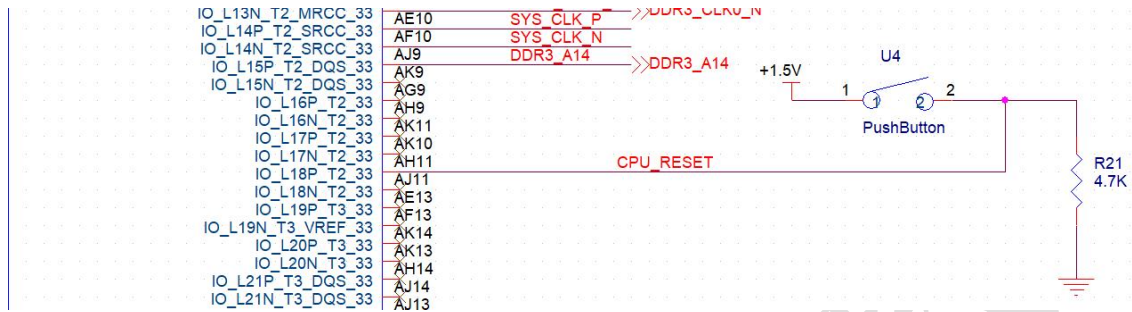 IO_L13N_T2_MRCC_33
DDR3_CLK0_N
AE10 SYS_CLK_P
IO_L14P_T2_SRCC_33
AF10 SYS_CLK_N
IO_L14N_T2_SRCC_33
AJ9 DDR3_A14
IO_L15P_T2_DQS_33
DDR3_A14
AK9
IO_L15N_T2_DQS_33
AG9
IO_L16P_T2_33
AH9
IO_L16N_T2_33
AK11
IO_L17P_T2_33
AK10
IO_L17N_T2_33
AH11
IO_L18P_T2_33
CPU_RESET
AJ11
IO_L18N_T2_33
AE13
IO_L19P_T3_33
AF13
IO_L19N_T3_VREF_33
AK14
IO_L20P_T3_33
AK13
IO_L20N_T3_33
AH14
IO_L21P_T3_DQS_33
AJ14
IO_L21N_T3_DQS_33
AJ13
U4
+1.5V
1 2
1 2
PushButton
R21
4.7K